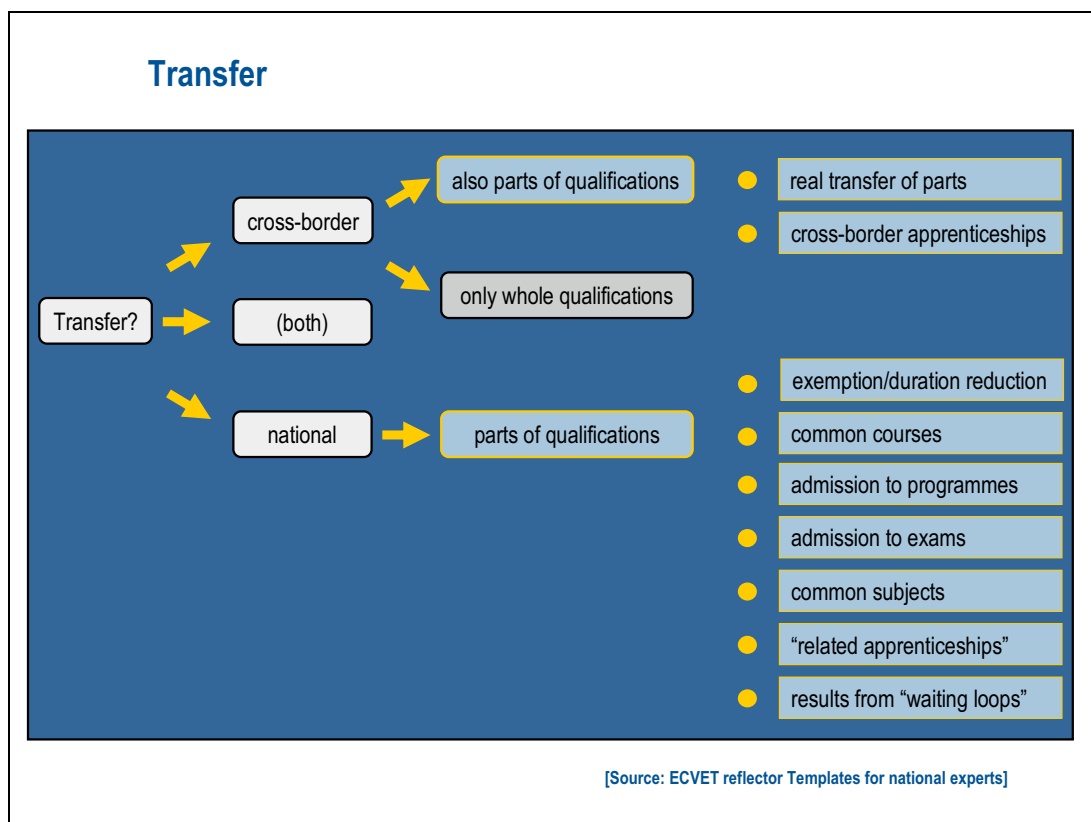 Transfer
also parts of qualifications
real transfer of parts
cross-border
cross-border apprenticeships
only whole qualifications
Transfer?
(both)
exemption/duration reduction
national
parts of qualifications
common courses
admission to programmes
admission to exams
common subjects
“related apprenticeships”
results from “waiting loops”
[Source: ECVET reflector Templates for national experts]